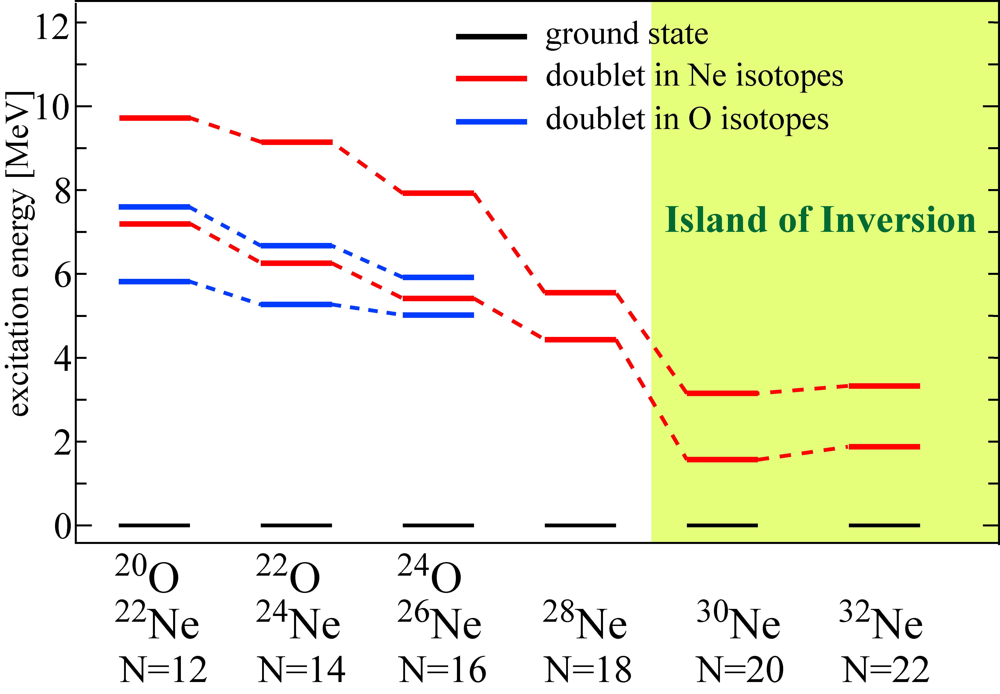 excitation energy [MeV]
12
10
8
6
4
2
0
ground state
doublet in Ne isotopes
doublet in O isotopes
Island of Inversion
²⁰O ²²O ²⁴O
²²Ne ²⁴Ne ²⁶Ne ²⁸Ne ³⁰Ne ³²Ne
N=12 N=14 N=16 N=18 N=20 N=22